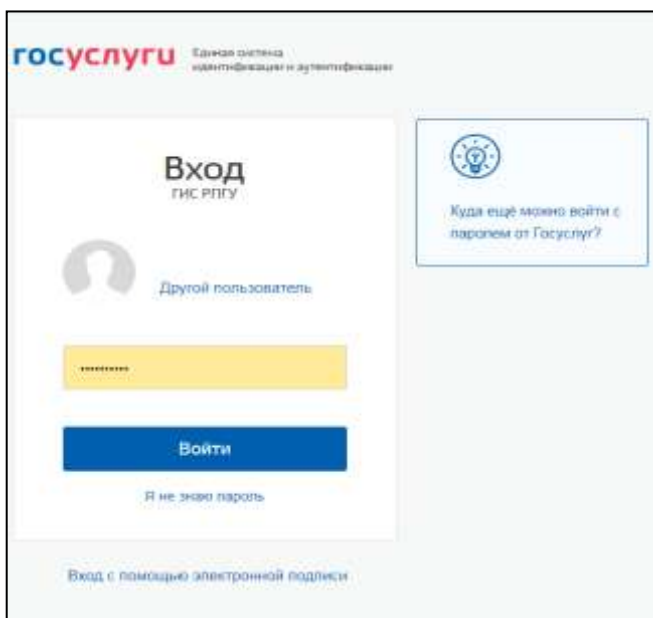 госуслуги
Единая система
идентификации и аутентификации
Вход
ГИС РПГУ
Другой пользователь
••••••••••
Войти
Я не знаю пароль
Вход с помощью электронной подписи
Куда ещё можно войти с
паролем от Госуслуг?